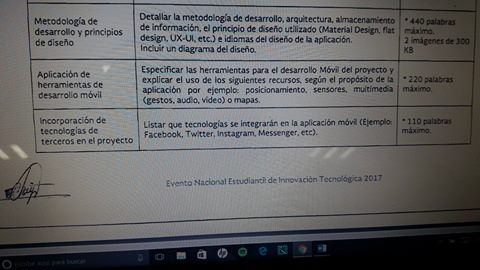 Metodología de desarrollo y principios de diseño
Detallar la metodología de desarrollo, arquitectura, almacenamiento
de información, el principio de diseño utilizado (Material Design, flat
design, UX-UI, etc.) e idiomas del diseño de la aplicación.
Incluir un diagrama del diseño.
* 440 palabras
máximo.
2 imágenes de 300
KB
Aplicación de
herramientas de
desarrollo móvil
Especificar las herramientas para el desarrollo Móvil del proyecto y
explicar el uso de los siguientes recursos, según el propósito de la
aplicación por ejemplo: posicionamiento, sensores, multimedia
(gestos, audio, video) o mapas.
* 220 palabras
máximo.
Incorporación de
tecnologías de
terceros en el proyecto
Listar que tecnologías se integrarán en la aplicación móvil (Ejemplo:
Facebook, Twitter, Instagram, Messenger, etc).
* 110 palabras
máximo.
Evento Nacional Estudiantil de Innovación Tecnológica 2017
aquí para buscar